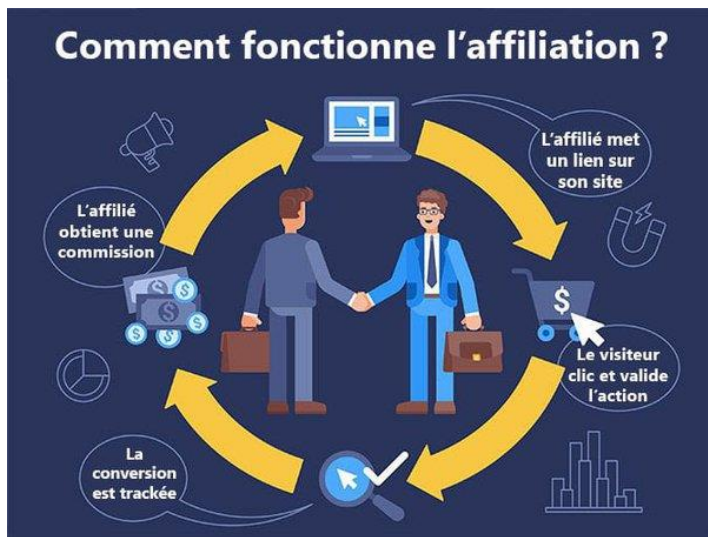 Comment fonctionne l'affiliation ?
L'affilié met
un lien sur
son site
L'affilié
obtient une
commission
$
$
$
$
$
$
Le visiteur
clic et valide
l'action
La
conversion
est trackée